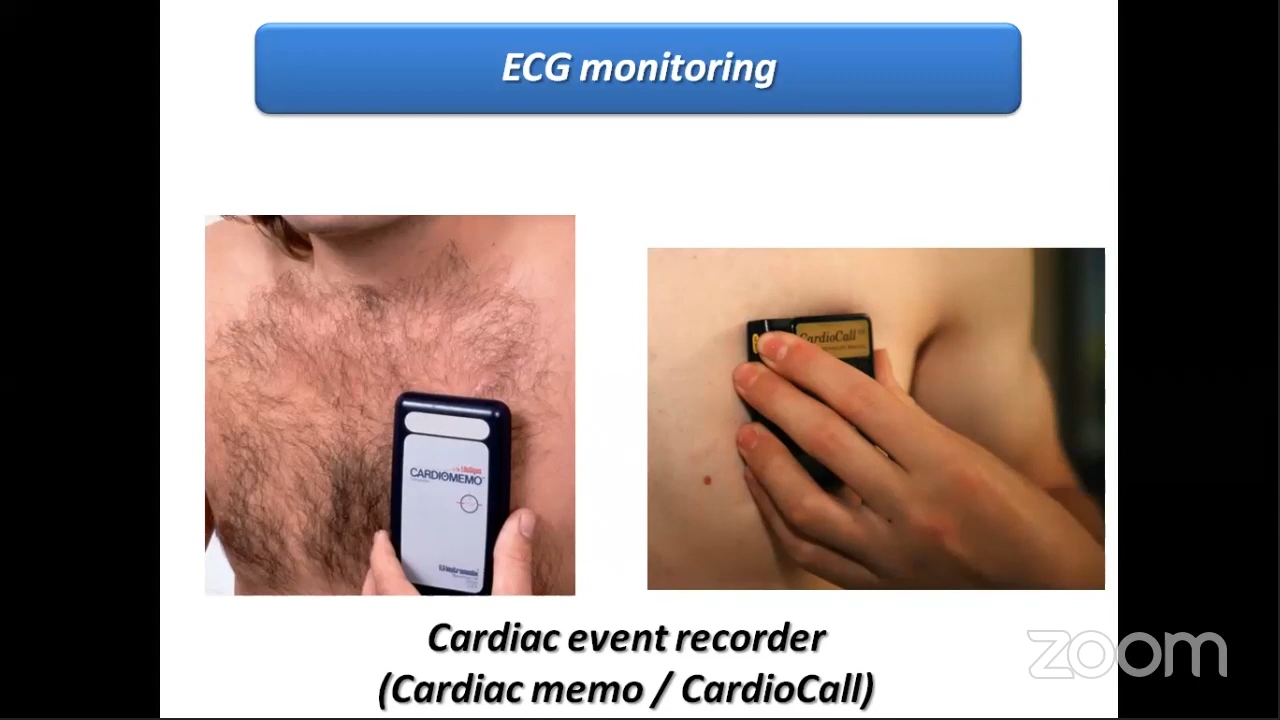 ECG monitoring
CARDIOMEMO
CardioCall
Cardiac event recorder
(Cardiac memo / CardioCall)
zoom